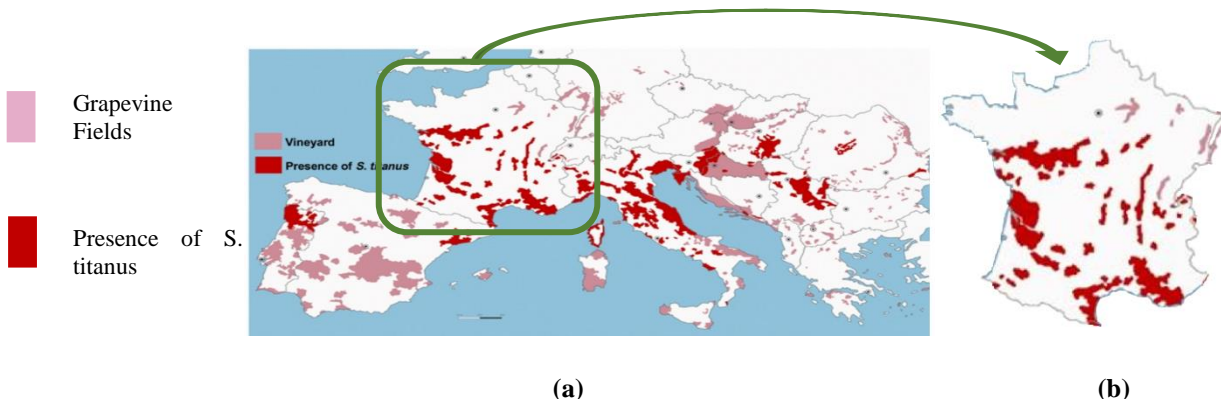 Grapevine
Fields
Presence of S.
titanus
Vineyard
Presence of S. titanus
(a)
(b)